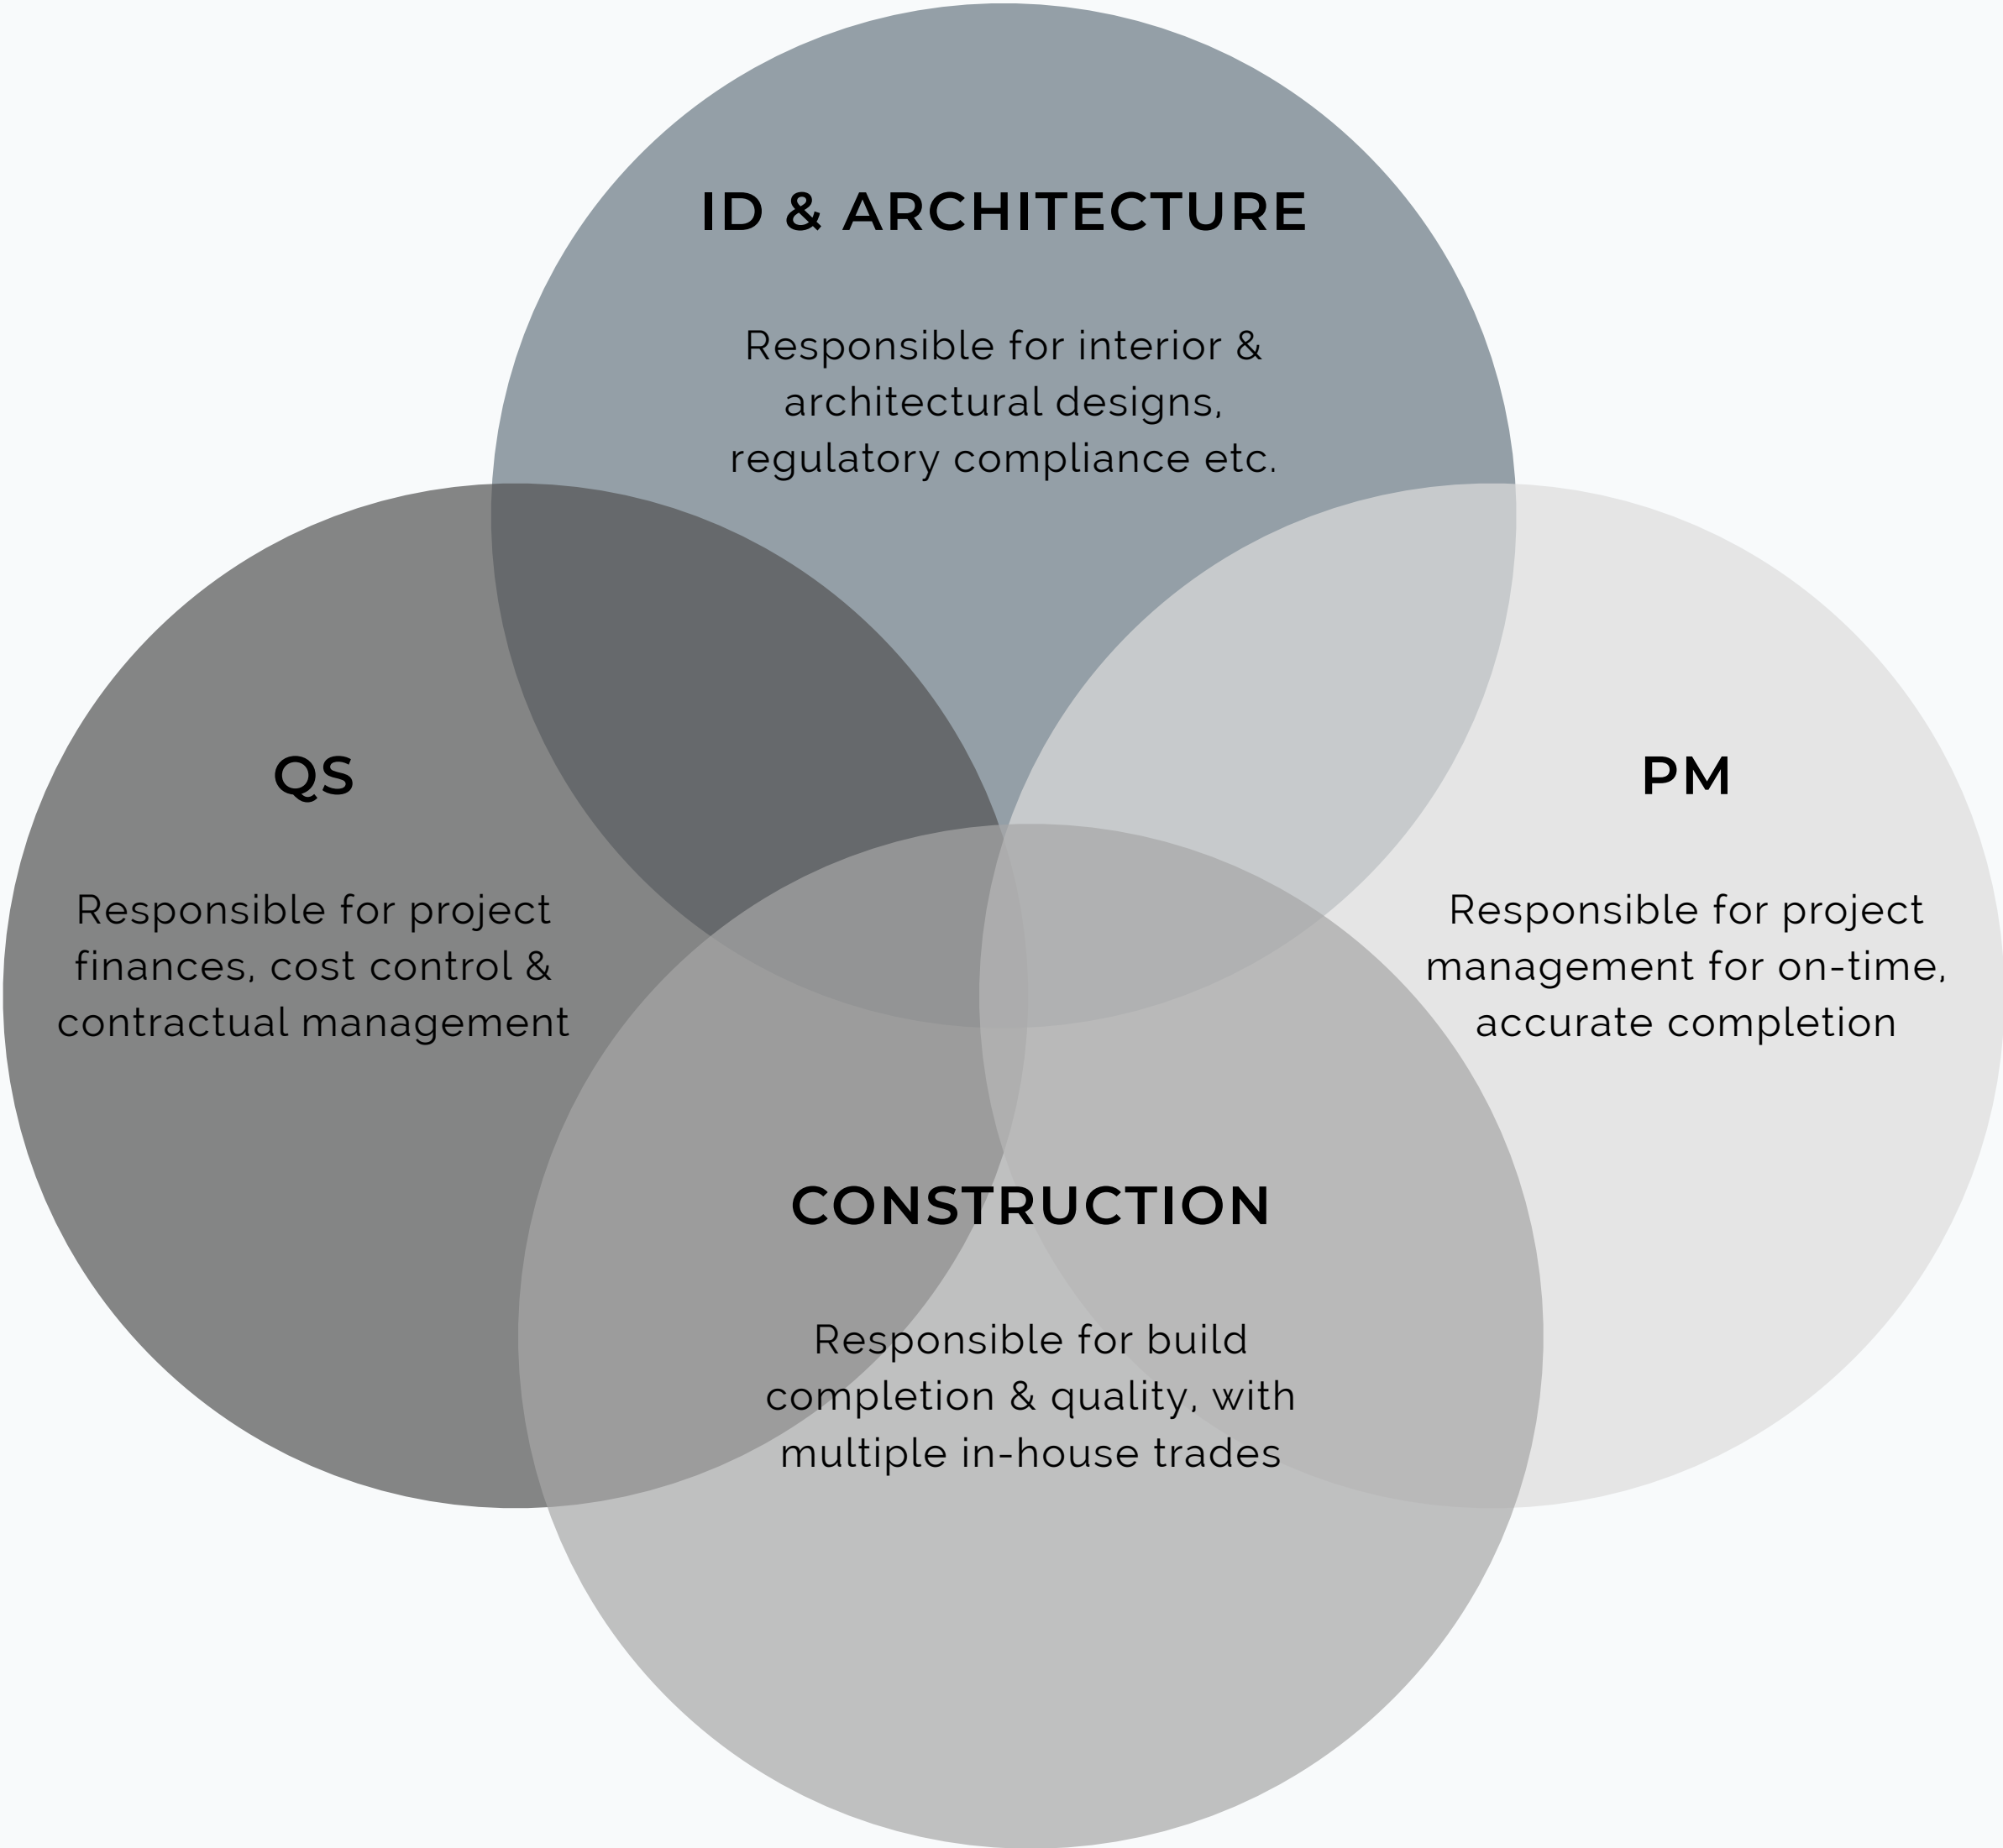 ID & ARCHITECTURE
Responsible for interior &
architectural designs,
regulatory compliance etc.
QS
Responsible for project
finances, cost control &
contractual management
PM
Responsible for project
management for on-time,
accurate completion
CONSTRUCTION
Responsible for build
completion & quality, with
multiple in-house trades